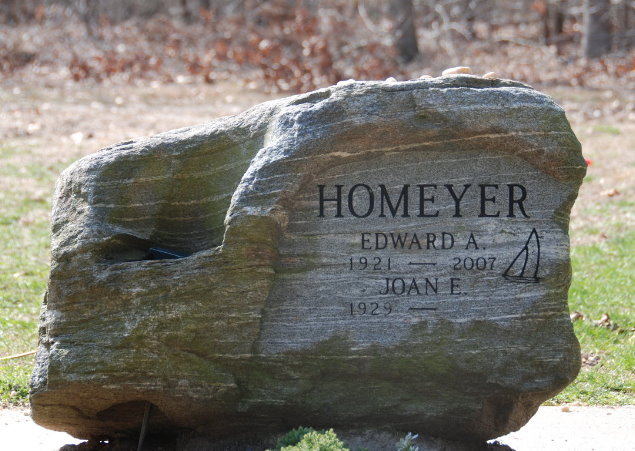 HOMEYER
EDWARD A.
1921 — 2007
JOAN E.
1929 —